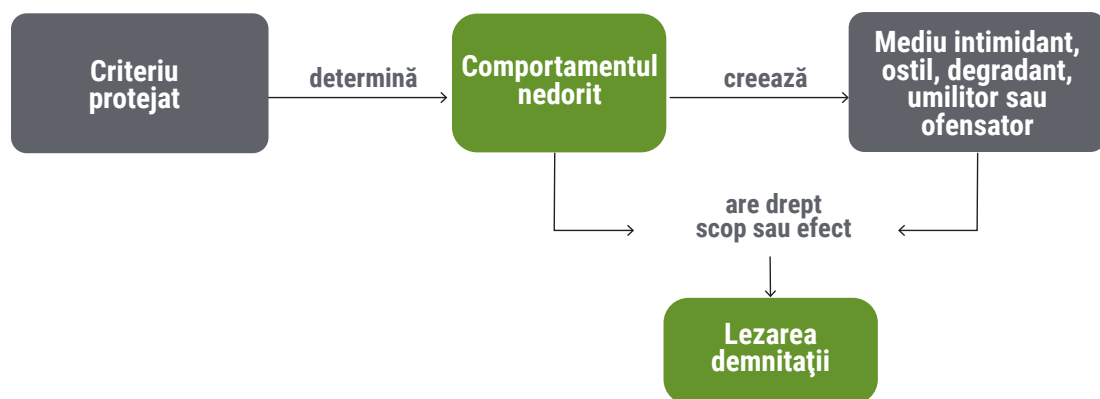 Criteriu
protejat
determină
Comportamentul
nedorit
creează
Mediu intimidant,
ostil, degradant,
umilitor sau
ofensator
are drept
scop sau efect
Lezarea
demnitaţii